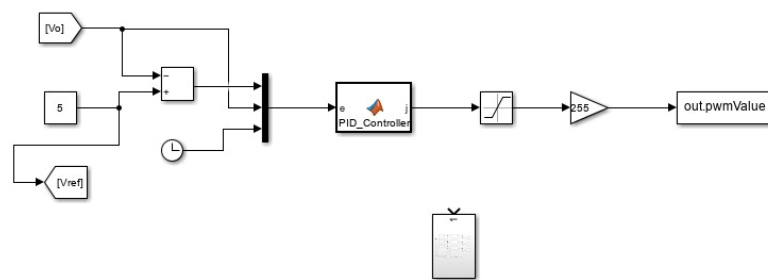 [Vo]
−
+
5
[Vref]
e
j
PID_Controller
255
out.pwmValue